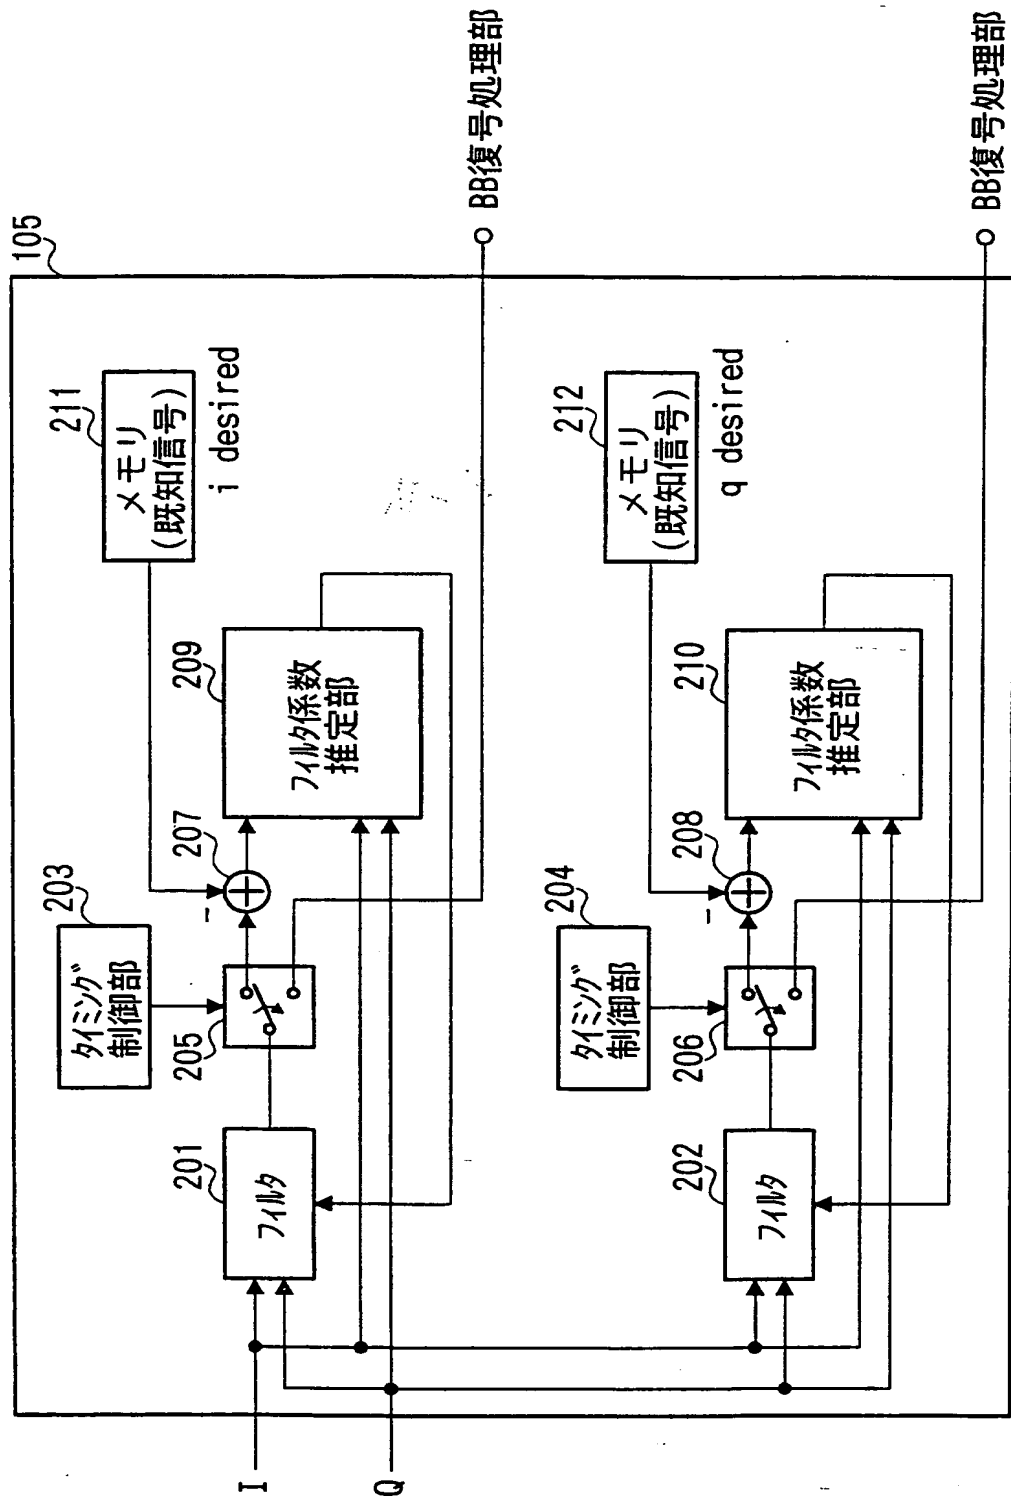 105
211
メモリ
(既知信号)
i desired
203
タイミング
制御部
207
209
フィルタ係数
推定部
205
201
フィルタ
I
Q
BB復号処理部
212
メモリ
(既知信号)
q desired
204
タイミング
制御部
208
210
フィルタ係数
推定部
206
202
フィルタ
BB復号処理部